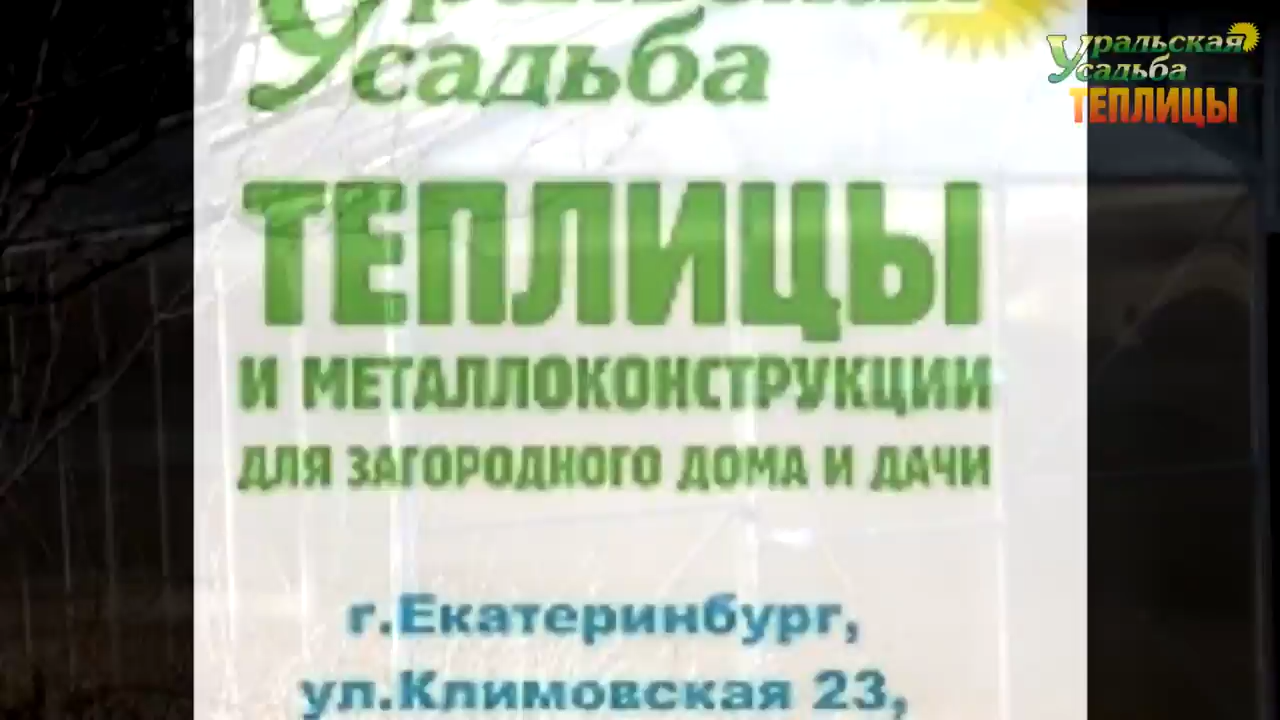 Усадьба
ТЕПЛИЦЫ
И МЕТАЛЛОКОНСТРУКЦИИ
ДЛЯ ЗАГОРОДНОГО ДОМА И ДАЧИ
г.Екатеринбург,
ул.Климовская 23,
Уральская
Усадьба
ТЕПЛИЦЫ